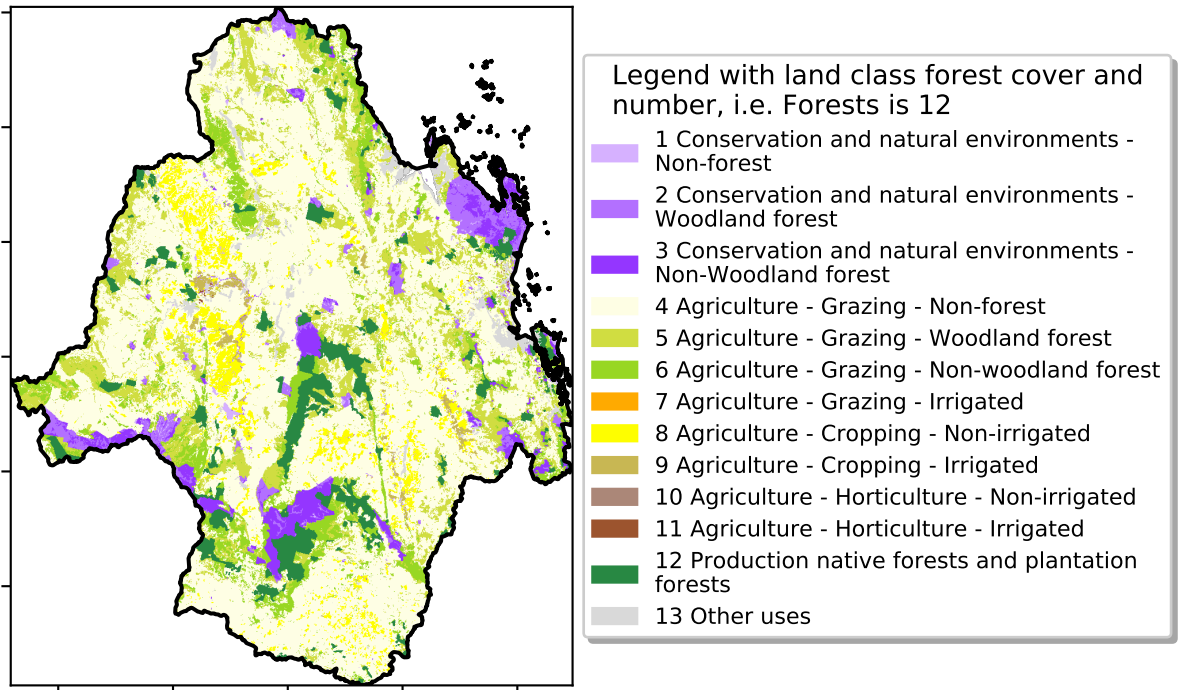 Legend with land class forest cover and
number, i.e. Forests is 12
1 Conservation and natural environments -
Non-forest
2 Conservation and natural environments -
Woodland forest
3 Conservation and natural environments -
Non-Woodland forest
4 Agriculture - Grazing - Non-forest
5 Agriculture - Grazing - Woodland forest
6 Agriculture - Grazing - Non-woodland forest
7 Agriculture - Grazing - Irrigated
8 Agriculture - Cropping - Non-irrigated
9 Agriculture - Cropping - Irrigated
10 Agriculture - Horticulture - Non-irrigated
11 Agriculture - Horticulture - Irrigated
12 Production native forests and plantation
forests
13 Other uses